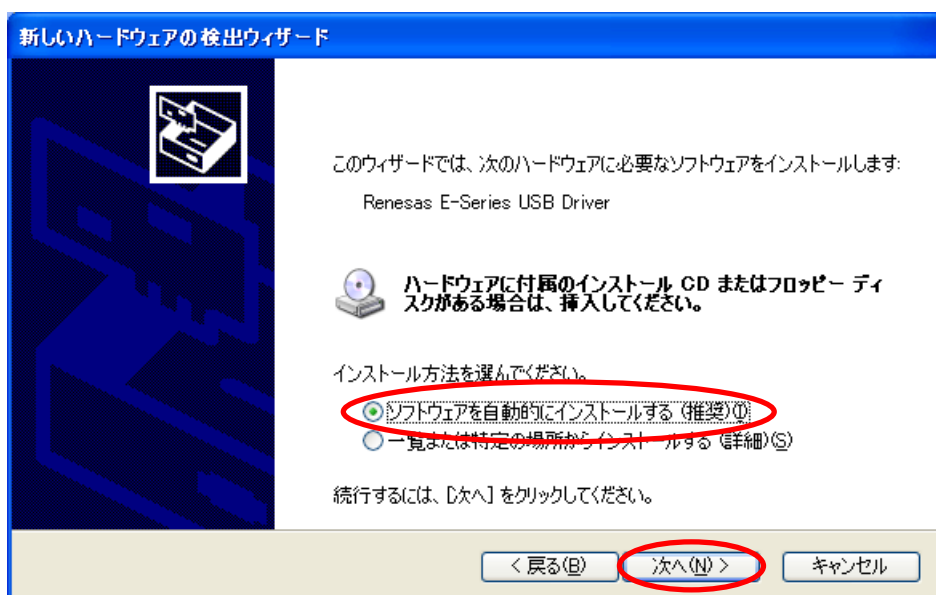 新しいハードウェアの検出ウィザード
このウィザードでは、次のハードウェアに必要なソフトウェアをインストールします:
Renesas E-Series USB Driver
ハードウェアに付属のインストール CD またはフロッピー ディ
スクがある場合は、挿入してください。
インストール方法を選んでください。
ソフトウェアを自動的にインストールする (推奨)(I)
一覧または特定の場所からインストールする (詳細)(S)
続行するには、[次へ] をクリックしてください。
< 戻る(B) 次へ(N) > キャンセル